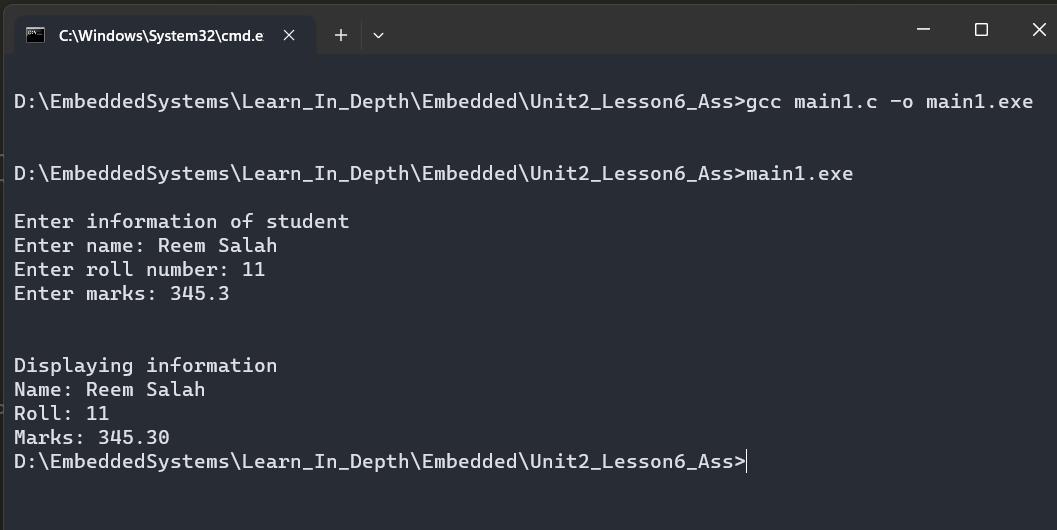 C:\Windows\System32\cmd.e
D:\EmbeddedSystems\Learn_In_Depth\Embedded\Unit2_Lesson6_Ass>gcc main1.c -o main1.exe
D:\EmbeddedSystems\Learn_In_Depth\Embedded\Unit2_Lesson6_Ass>main1.exe
Enter information of student
Enter name: Reem Salah
Enter roll number: 11
Enter marks: 345.3
Displaying information
Name: Reem Salah
Roll: 11
Marks: 345.30
D:\EmbeddedSystems\Learn_In_Depth\Embedded\Unit2_Lesson6_Ass>